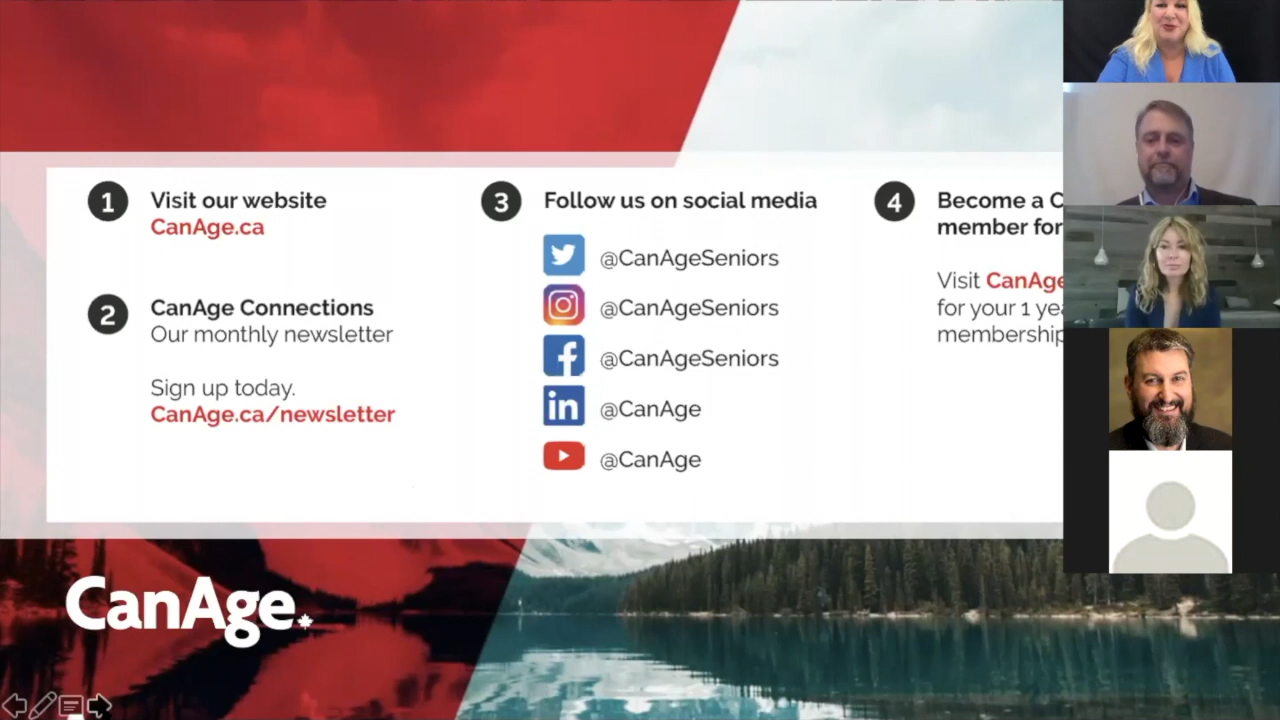 1
Visit our website
CanAge.ca
2
CanAge Connections
Our monthly newsletter
Sign up today.
CanAge.ca/newsletter
3
Follow us on social media
@CanAgeSeniors
@CanAgeSeniors
@CanAgeSeniors
in @CanAge
@CanAge
4
Become a C
member for
Visit CanAge
for your 1 yea
membership
CanAge.